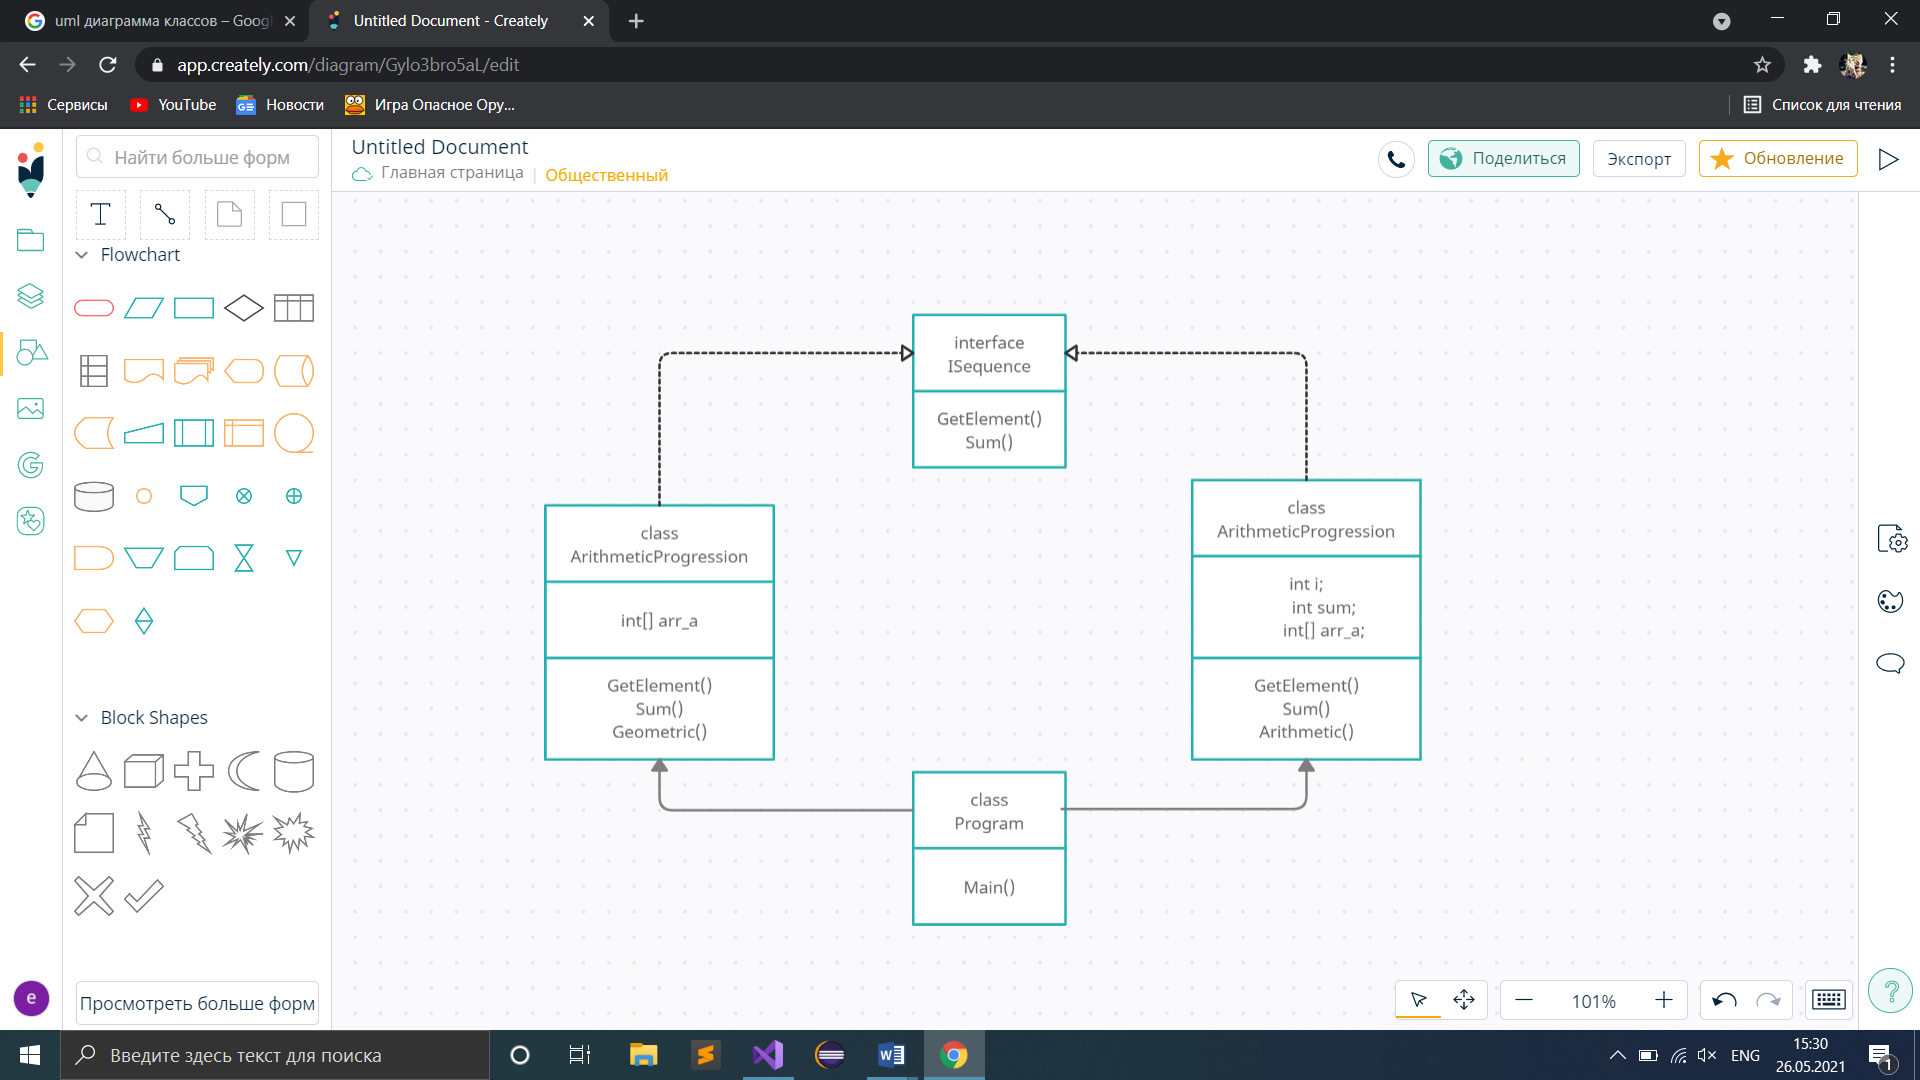 uml диаграмма классов – Goog
Untitled Document - Creately
app.creately.com/diagram/Gylo3bro5aL/edit
Сервисы
YouTube
Новости
Игра Опасное Ору...
Список для чтения
Найти больше форм
Untitled Document
Главная страница
Общественный
Поделиться
Экспорт
Обновление
T
Flowchart
interface
ISequence
GetElement()
Sum()
class
ArithmeticProgression
int[] arr_a
GetElement()
Sum()
Geometric()
class
ArithmeticProgression
int i;
int sum;
int[] arr_a;
GetElement()
Sum()
Arithmetic()
class
Program
Main()
Block Shapes
Просмотреть больше форм
e
101%
?
Введите здесь текст для поиска
ENG
15:30
26.05.2021
1